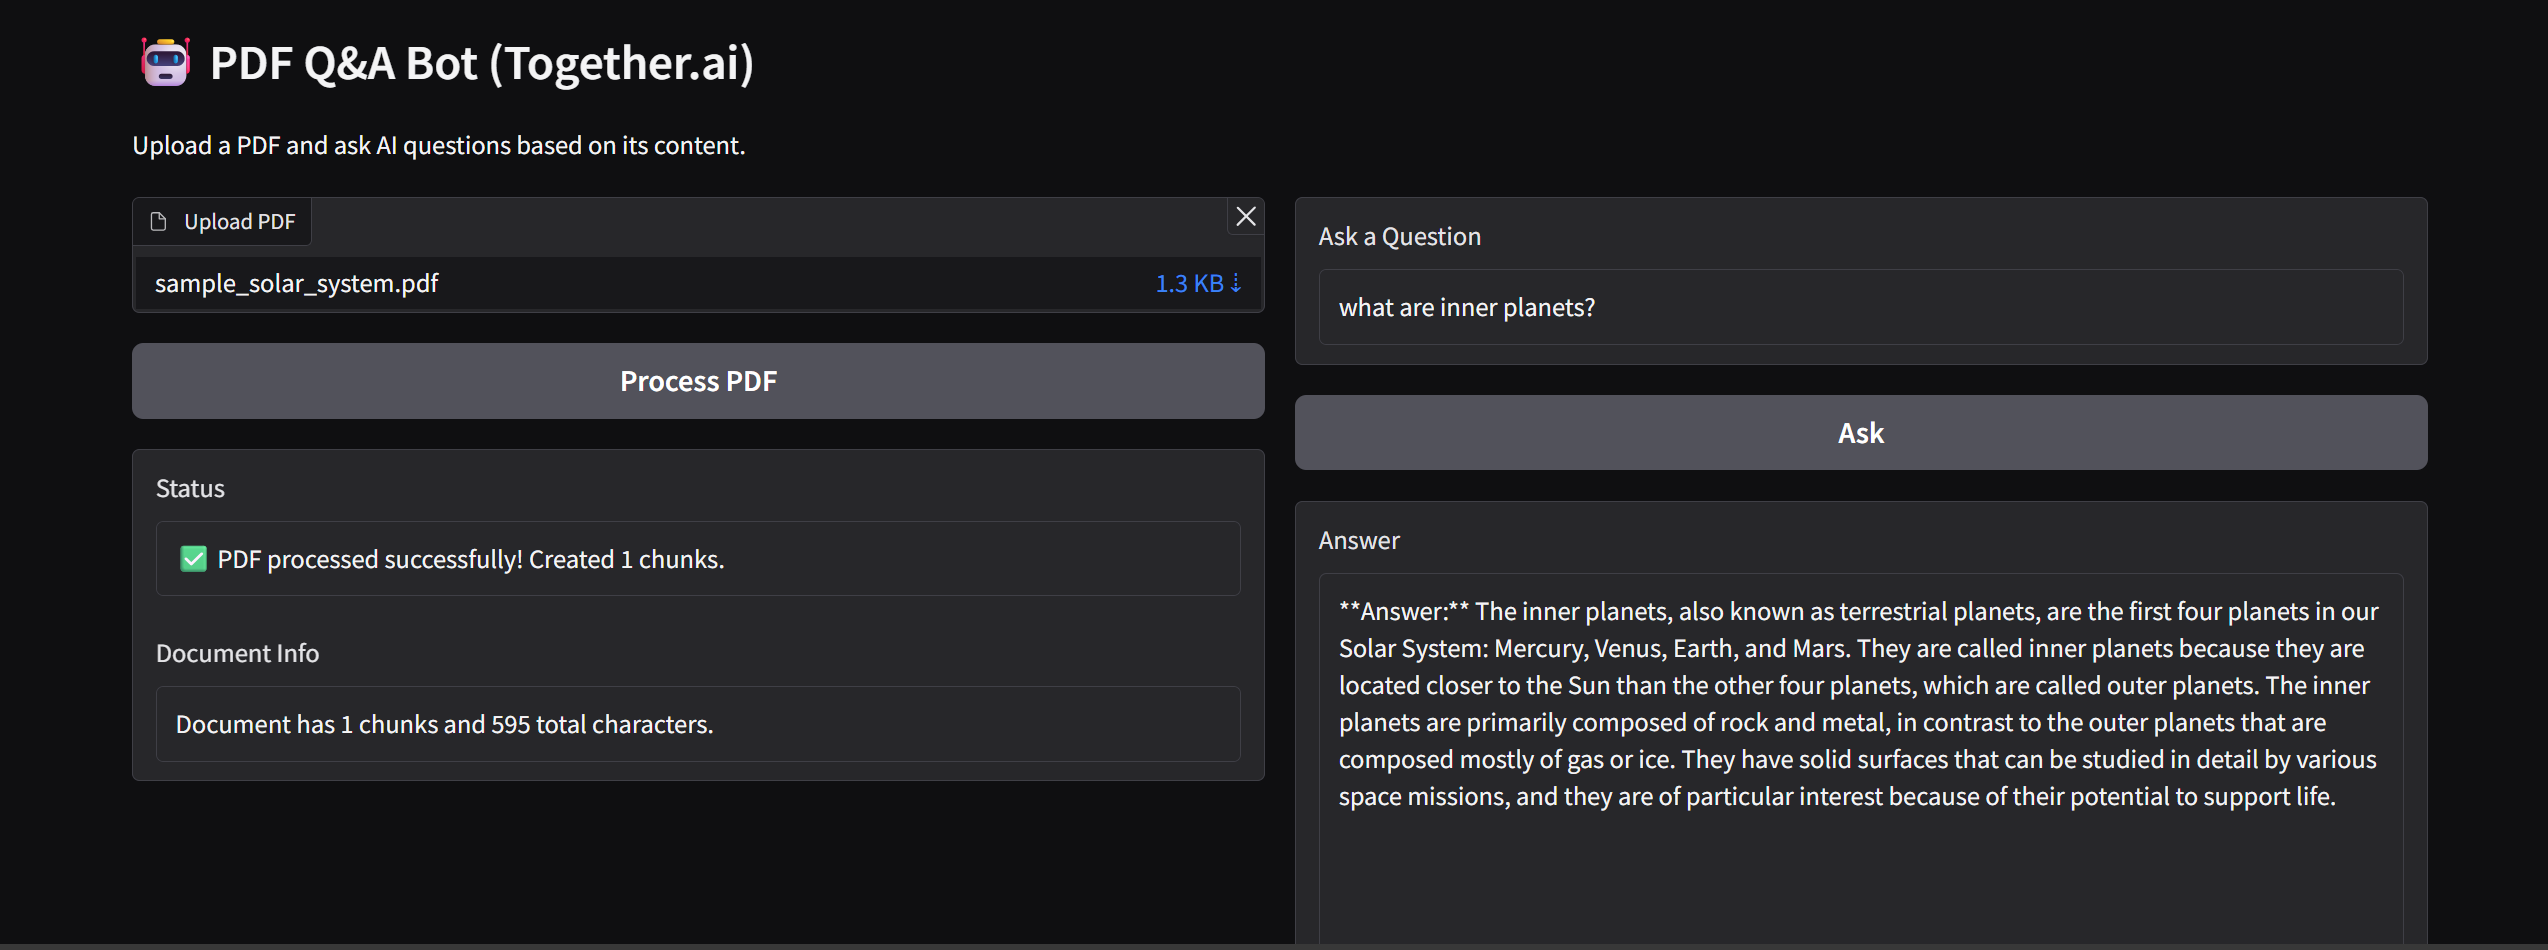 PDF Q&A Bot (Together.ai)
Upload a PDF and ask AI questions based on its content.
Upload PDF
sample_solar_system.pdf
1.3 KB ⇣
Process PDF
Status
✅ PDF processed successfully! Created 1 chunks.
Document Info
Document has 1 chunks and 595 total characters.
Ask a Question
what are inner planets?
Ask
Answer
**Answer:** The inner planets, also known as terrestrial planets, are the first four planets in our
Solar System: Mercury, Venus, Earth, and Mars. They are called inner planets because they are
located closer to the Sun than the other four planets, which are called outer planets. The inner
planets are primarily composed of rock and metal, in contrast to the outer planets that are
composed mostly of gas or ice. They have solid surfaces that can be studied in detail by various
space missions, and they are of particular interest because of their potential to support life.